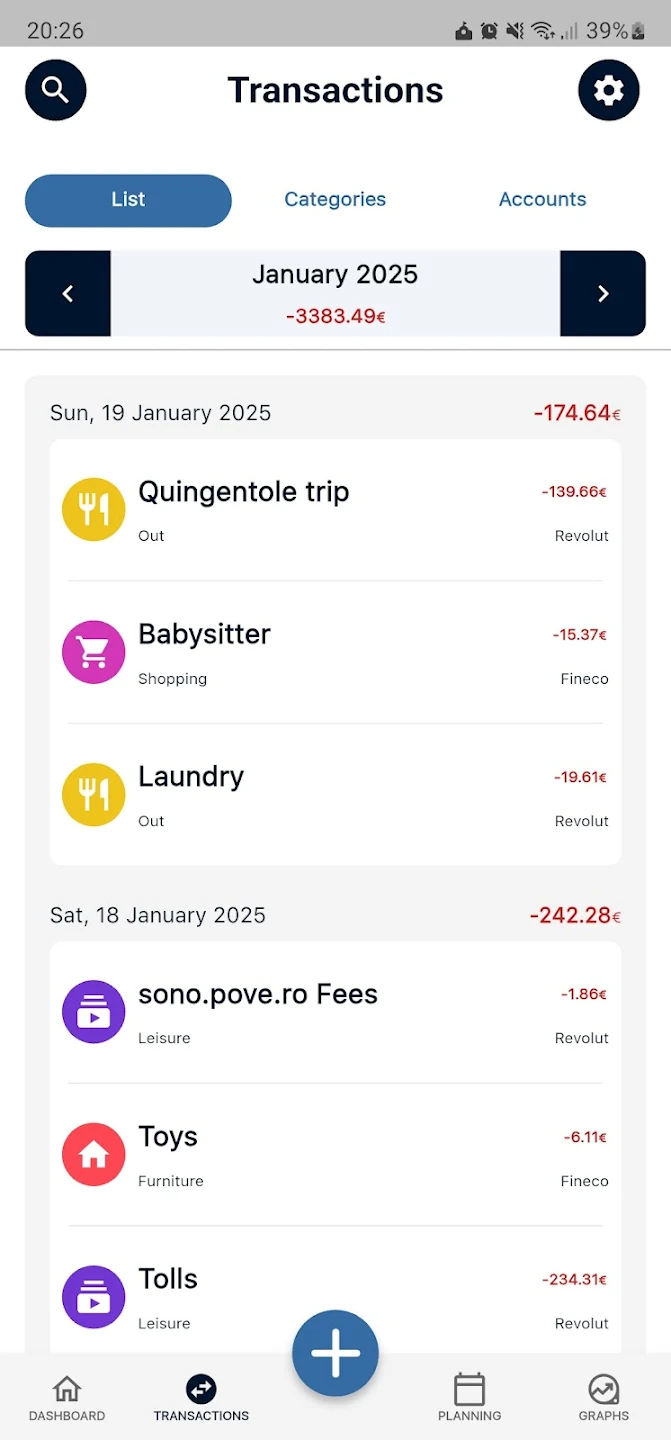 20:26
39%
Transactions
List Categories Accounts
January 2025
-3383.49€
Sun, 19 January 2025 -174.64€
Quingentole trip -139.66€
Out Revolut
Babysitter -15.37€
Shopping Fineco
Laundry -19.61€
Out Revolut
Sat, 18 January 2025 -242.28€
sono.pove.ro Fees -1.86€
Leisure Revolut
Toys -6.11€
Furniture Fineco
Tolls -234.31€
Leisure Revolut
DASHBOARD TRANSACTIONS PLANNING GRAPHS